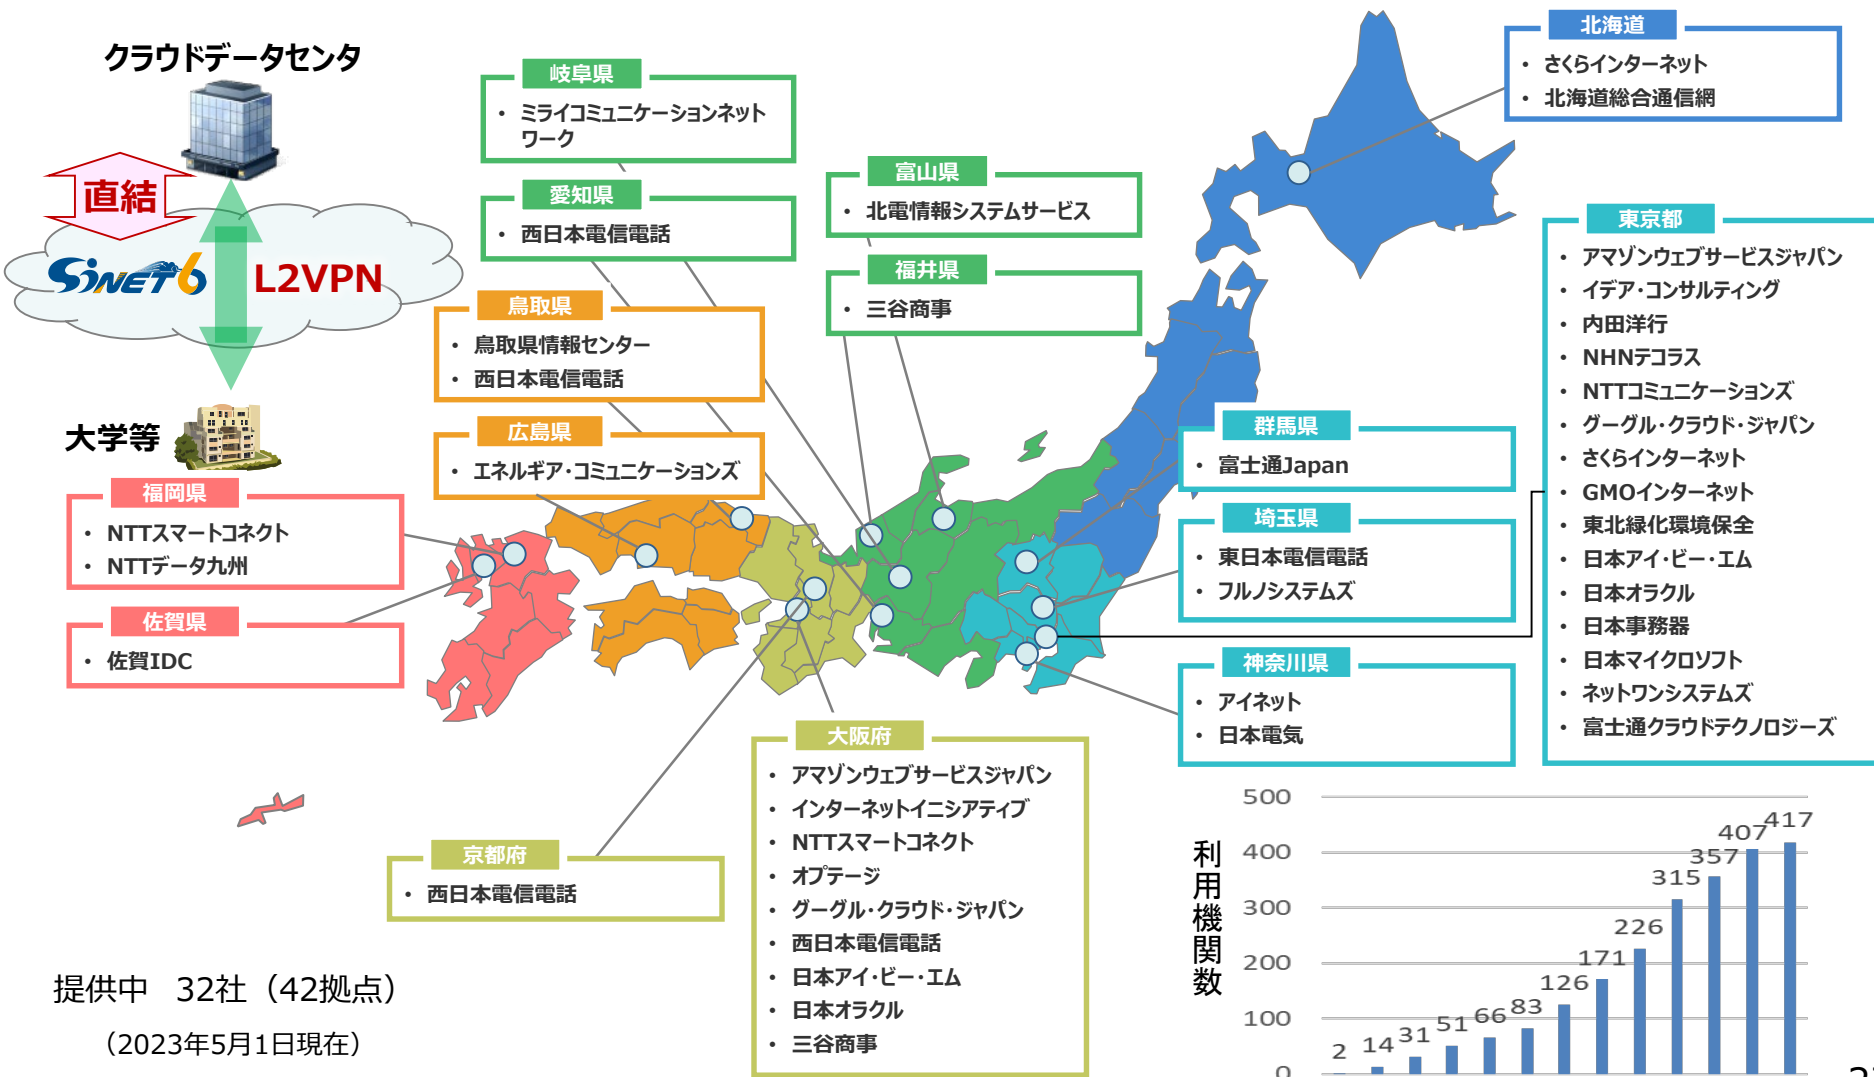 クラウドデータセンタ
直結
SINET6
L2VPN
大学等
岐阜県
・ ミライコミュニケーションネット
ワーク
愛知県
・ 西日本電信電話
鳥取県
・ 鳥取県情報センター
・ 西日本電信電話
広島県
・ エネルギア・コミュニケーションズ
富山県
・ 北電情報システムサービス
福井県
・ 三谷商事
北海道
・ さくらインターネット
・ 北海道総合通信網
東京都
・ アマゾンウェブサービスジャパン
・ イデア・コンサルティング
・ 内田洋行
・ NHNテコラス
・ NTTコミュニケーションズ
・ グーグル・クラウド・ジャパン
・ さくらインターネット
・ GMOインターネット
・ 東北緑化環境保全
・ 日本アイ・ビー・エム
・ 日本オラクル
・ 日本事務器
・ 日本マイクロソフト
・ ネットワンシステムズ
・ 富士通クラウドテクノロジーズ
群馬県
・ 富士通Japan
埼玉県
・ 東日本電信電話
・ フルノシステムズ
神奈川県
・ アイネット
・ 日本電気
福岡県
・ NTTスマートコネクト
・ NTTデータ九州
佐賀県
・ 佐賀IDC
京都府
・ 西日本電信電話
大阪府
・ アマゾンウェブサービスジャパン
・ インターネットイニシアティブ
・ NTTスマートコネクト
・ オプテージ
・ グーグル・クラウド・ジャパン
・ 西日本電信電話
・ 日本アイ・ビー・エム
・ 日本オラクル
・ 三谷商事
提供中 32社（42拠点）
（2023年5月1日現在）
利用機関数
500
400
300
200
100
0
2
14
31
51
66
83
126
171
226
315
357
407
417